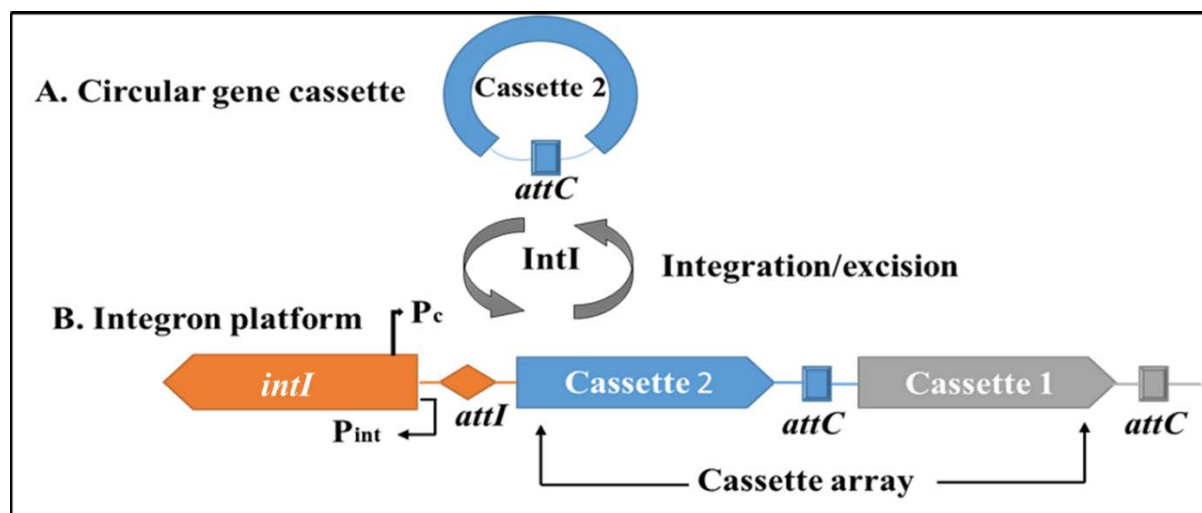 Cassette 2
A. Circular gene cassette
attC
IntI
Integration/excision
B. Integron platform
Pc
intI
Cassette 2
Cassette 1
attI
attC
attC
Pint
Cassette array